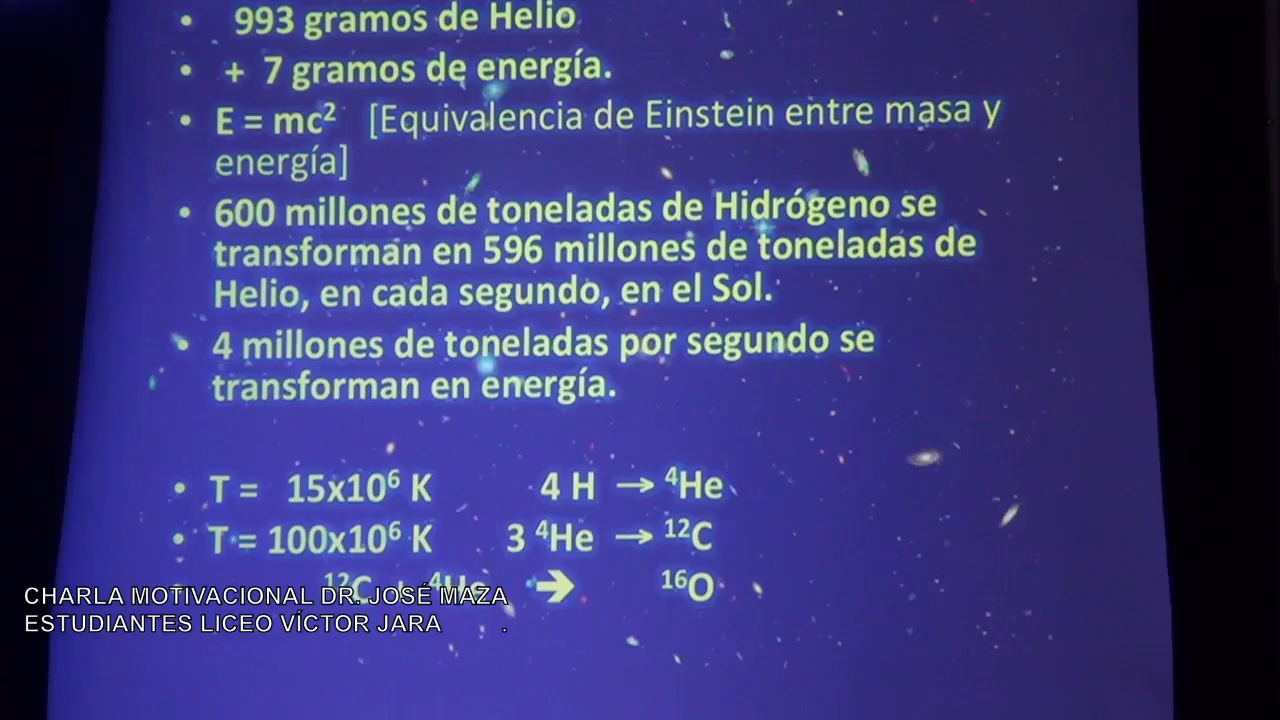 • 993 gramos de Helio
• + 7 gramos de energía.
• E = mc² [Equivalencia de Einstein entre masa y
energía]
• 600 millones de toneladas de Hidrógeno se
transforman en 596 millones de toneladas de
Helio, en cada segundo, en el Sol.
• 4 millones de toneladas por segundo se
transforman en energía.
• T = 15x10⁶ K 4 H → ⁴He
• T = 100x10⁶ K 3 ⁴He → ¹²C
¹²C + ⁴He ➔ ¹⁶O
CHARLA MOTIVACIONAL DR. JOSÉ MAZA
ESTUDIANTES LICEO VÍCTOR JARA .